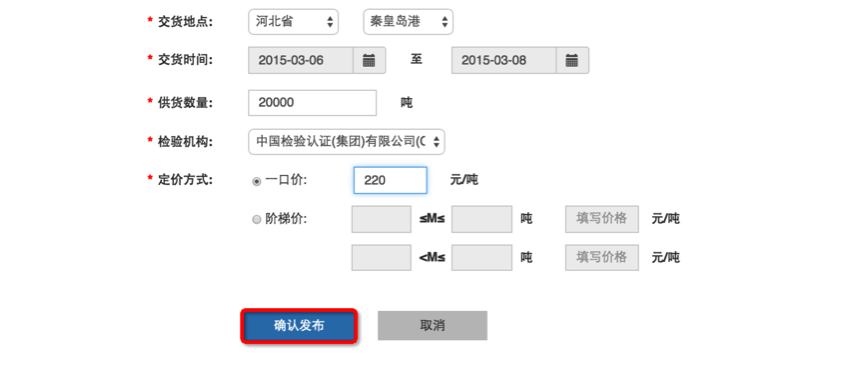 * 交货地点: 河北省 秦皇岛港
* 交货时间: 2015-03-06 至 2015-03-08
* 供货数量: 20000 吨
* 检验机构: 中国检验认证(集团)有限公司(C
* 定价方式: 一口价: 220 元/吨
阶梯价: ≤M≤ 吨 填写价格 元/吨
<M≤ 吨 填写价格 元/吨
确认发布 取消